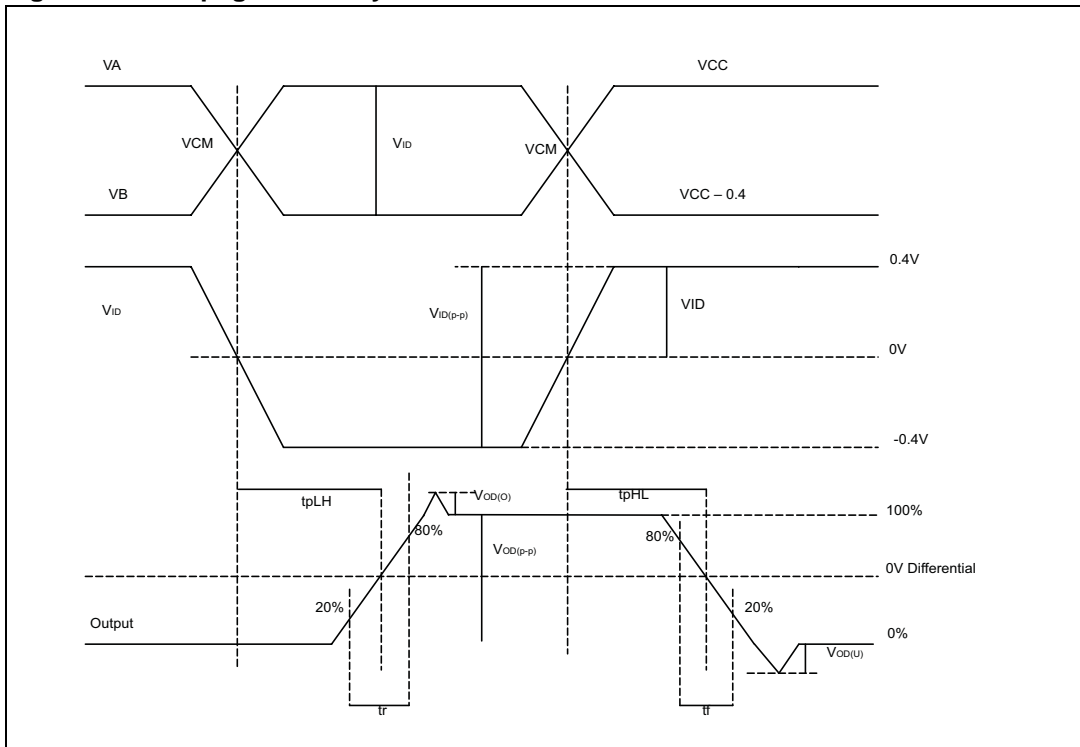 VA
VCC
VCM
VID
VCM
VB
VCC – 0.4
0.4V
VID
VID(p-p)
VID
0V
-0.4V
tpLH
VOD(O)
tpHL
100%
80%
80%
VOD(p-p)
0V Differential
20%
20%
Output
0%
VOD(U)
tr
tf